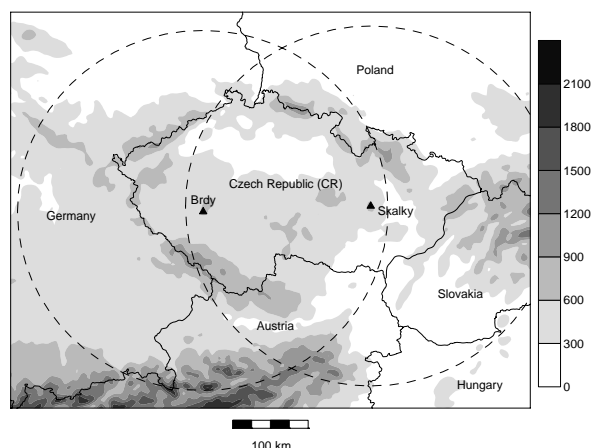 Poland
Czech Republic (CR)
Brdy
Skalky
Germany
Slovakia
Austria
Hungary
2100
1800
1500
1200
900
600
300
0
100 km